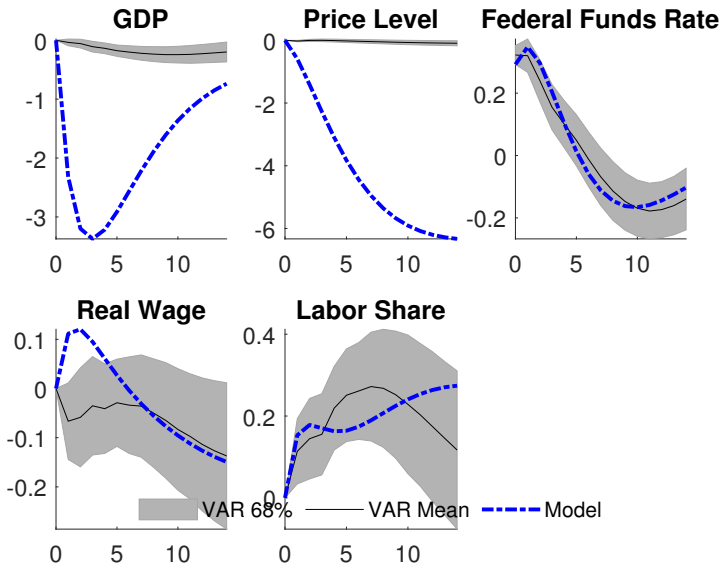 GDP Price Level Federal Funds Rate
0 0
-1 -2 0.2
-2 -4 0
-3 -6 -0.2
0 5 10 0 5 10 0 5 10
Real Wage Labor Share
0.1 0.4
0 0.2
-0.1 0
-0.2
VAR 68% VAR Mean Model
0 5 10 0 5 10